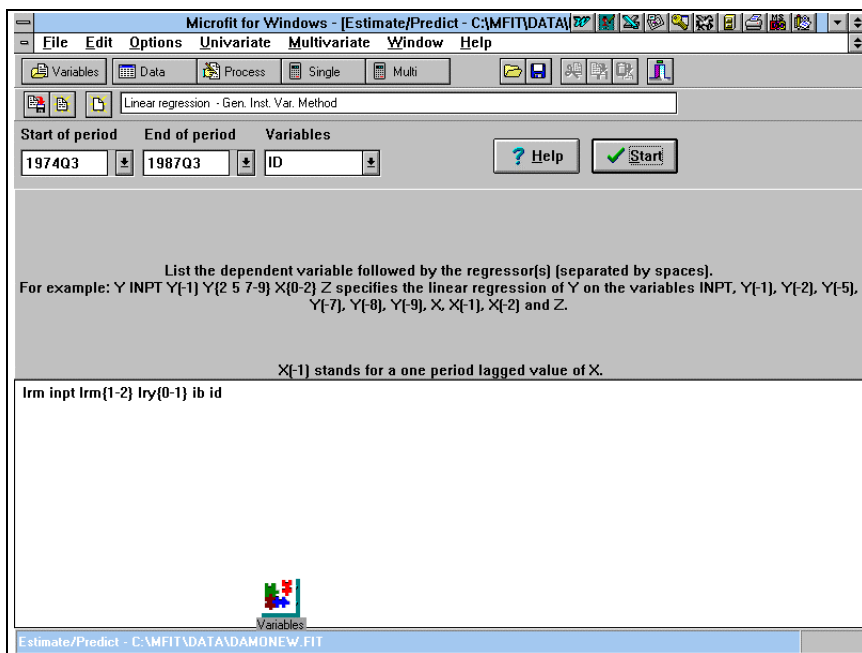 Microfit for Windows - [Estimate/Predict - C:\MFIT\DATA\
File Edit Options Univariate Multivariate Window Help
Variables Data Process Single Multi
Linear regression - Gen. Inst. Var. Method
Start of period End of period Variables
1974Q3 1987Q3 ID ? Help Start
List the dependent variable followed by the regressor(s) (separated by spaces).
For example: Y INPT Y(-1) Y{2 5 7-9} X{0-2} Z specifies the linear regression of Y on the variables INPT, Y(-1), Y(-2), Y(-5),
Y(-7), Y(-8), Y(-9), X, X(-1), X(-2) and Z.
X(-1) stands for a one period lagged value of X.
lrm inpt lrm{1-2} lry{0-1} ib id
Variables
Estimate/Predict - C:\MFIT\DATA\DAMONEW.FIT